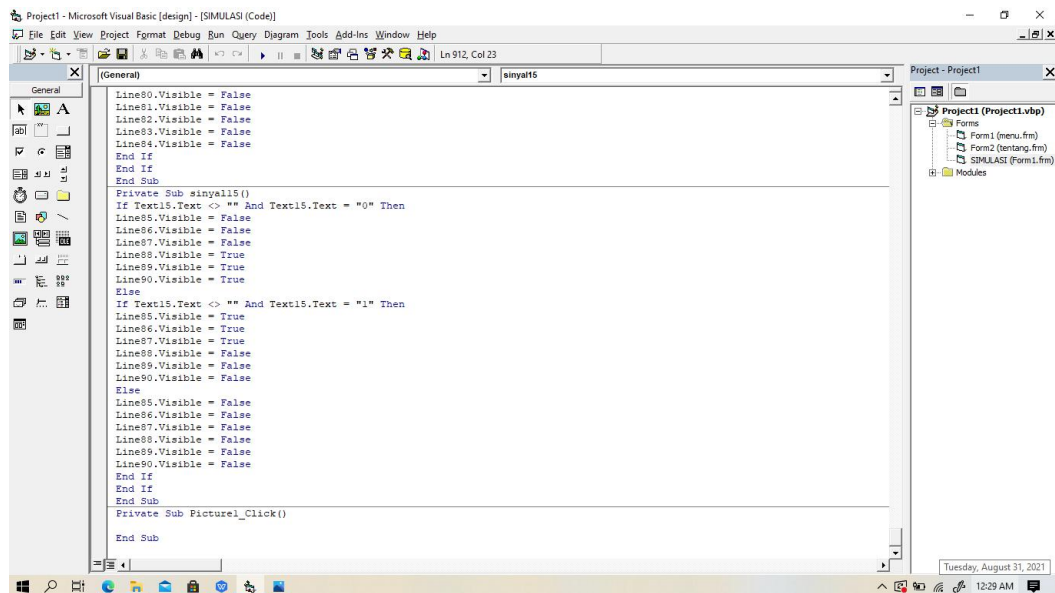 Project1 - Microsoft Visual Basic [design] - [SIMULASI (Code)]
File Edit View Project Format Debug Run Query Diagram Tools Add-Ins Window Help
Ln 912, Col 23
General
(General)
sinyal15
Line80.Visible = False
Line81.Visible = False
Line82.Visible = False
Line83.Visible = False
Line84.Visible = False
End If
End If
End Sub
Private Sub sinyal15()
If Text15.Text <> "" And Text15.Text = "0" Then
Line85.Visible = False
Line86.Visible = False
Line87.Visible = False
Line88.Visible = True
Line89.Visible = True
Line90.Visible = True
Else
If Text15.Text <> "" And Text15.Text = "1" Then
Line85.Visible = True
Line86.Visible = True
Line87.Visible = True
Line88.Visible = False
Line89.Visible = False
Line90.Visible = False
Else
Line85.Visible = False
Line86.Visible = False
Line87.Visible = False
Line88.Visible = False
Line89.Visible = False
Line90.Visible = False
End If
End If
End Sub
Private Sub Picture1_Click()
End Sub
Project - Project1
Project1 (Project1.vbp)
Forms
Form1 (menu.frm)
Form2 (tentang.frm)
SIMULASI (Form1.frm)
Modules
Tuesday, August 31, 2021
12:29 AM